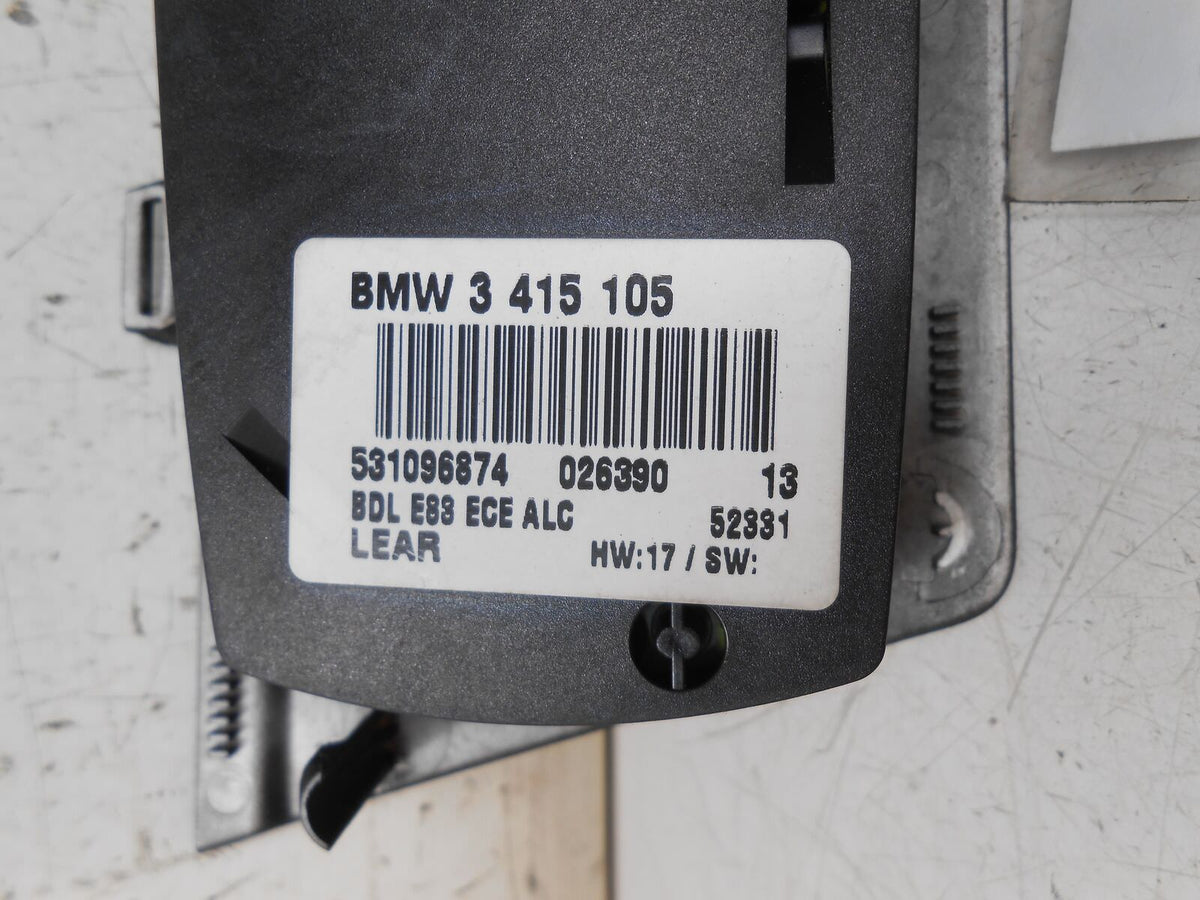 BMW 3 415 105
531096874 026390 13
BDL E83 ECE ALC 52331
LEAR HW:17 / SW: